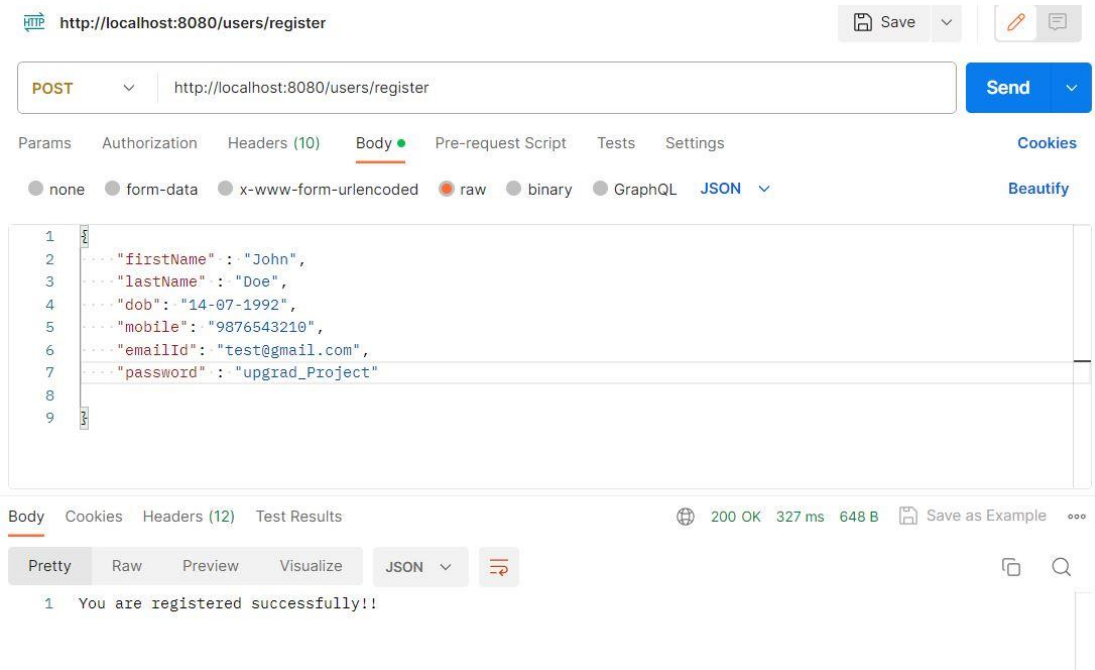 HTTP http://localhost:8080/users/register Save
POST http://localhost:8080/users/register Send
Params Authorization Headers (10) Body Pre-request Script Tests Settings Cookies
none form-data x-www-form-urlencoded raw binary GraphQL JSON Beautify
1 {
2 "firstName" : "John",
3 "lastName" : "Doe",
4 "dob": "14-07-1992",
5 "mobile": "9876543210",
6 "emailId": "test@gmail.com",
7 "password" : "upgrad_Project"
8
9 }
Body Cookies Headers (12) Test Results 200 OK 327 ms 648 B Save as Example
Pretty Raw Preview Visualize JSON
1 You are registered successfully!!